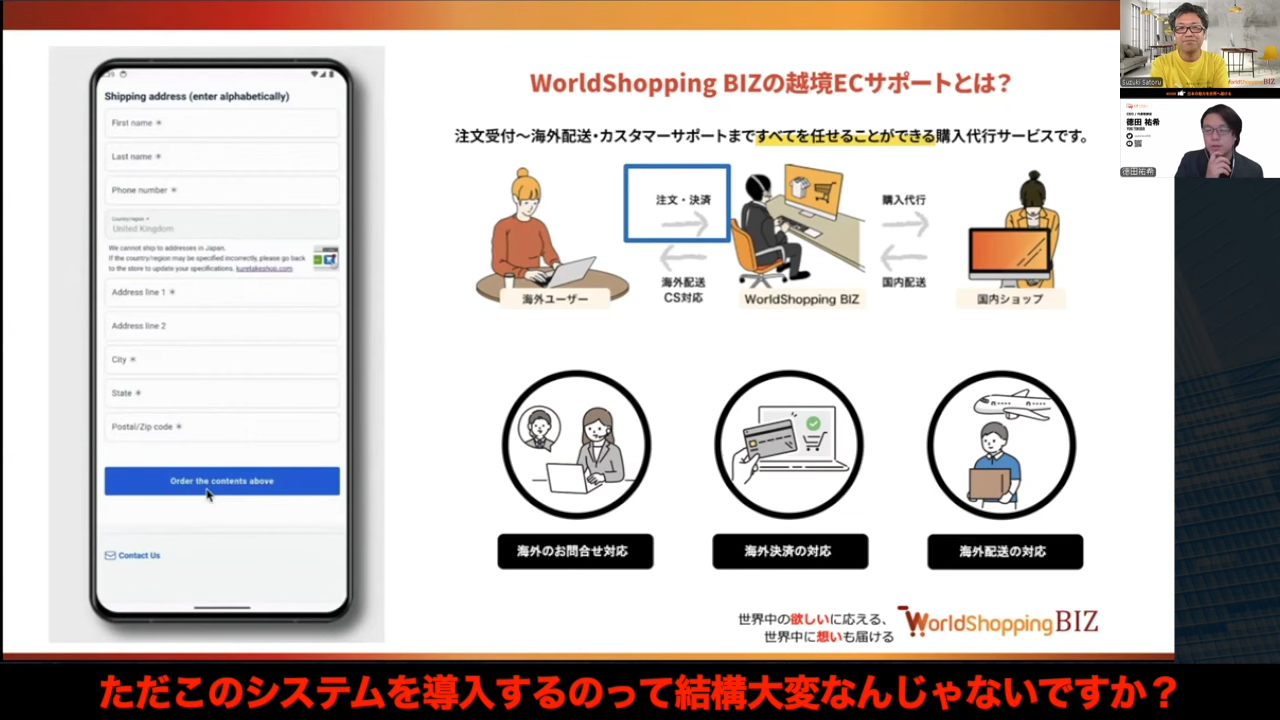 Shipping address (enter alphabetically)
First name *
Last name *
Phone number *
Country/region *
United Kingdom
We cannot ship to addresses in Japan.
If the country/region may be specified incorrectly, please go back
to the store to update your specifications. kuretakeshop.com
Address line 1 *
Address line 2
City *
State *
Postal/Zip code *
Order the contents above
Contact Us
WorldShopping BIZの越境ECサポートとは?
注文受付～海外配送・カスタマーサポートまですべてを任せることができる購入代行サービスです。
注文・決済
購入代行
海外配送
CS対応
国内配送
海外ユーザー
WorldShopping BIZ
国内ショップ
海外のお問合せ対応
海外決済の対応
海外配送の対応
世界中の欲しいに応える、
世界中に想いも届ける
WorldShopping BIZ
Suzuki Satoru
WorldShopping BIZ
徳田 祐希
徳田祐希
ただこのシステムを導入するのって結構大変なんじゃないですか？